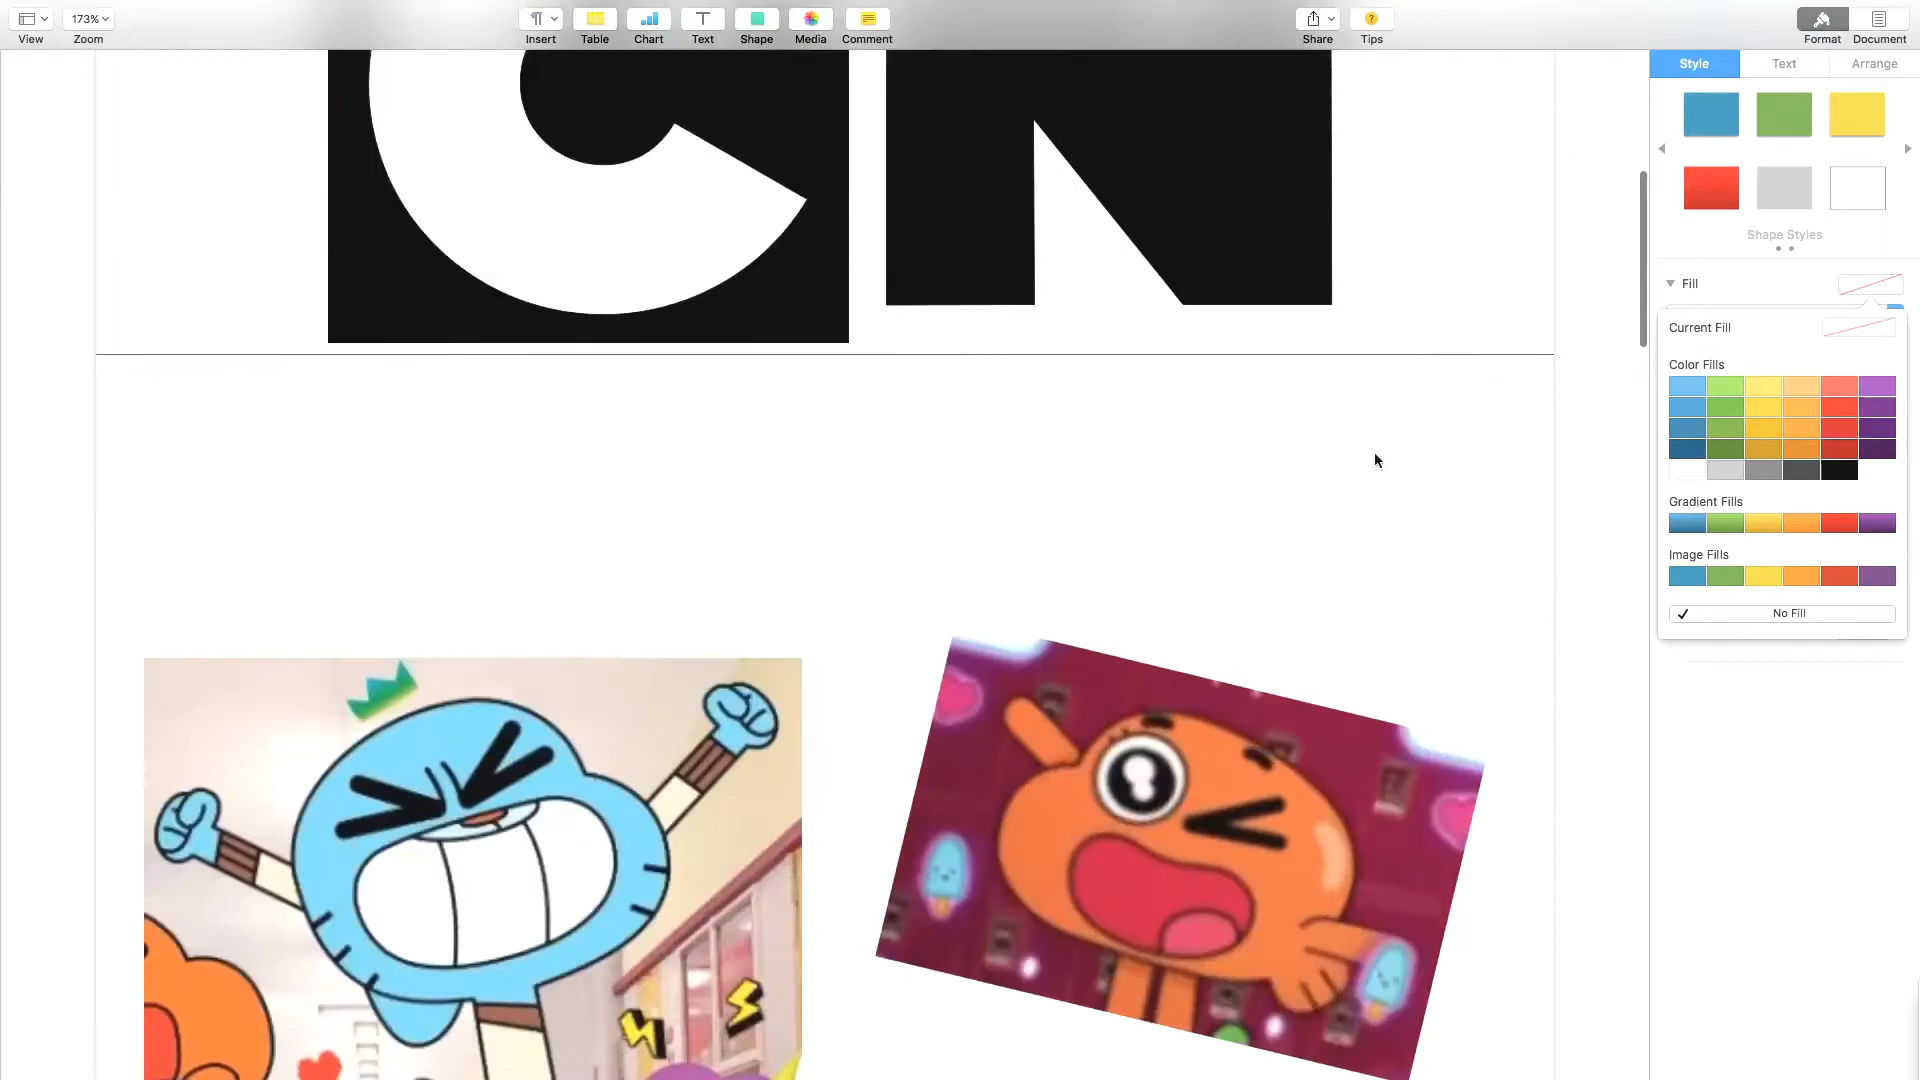 173%
View
Zoom
Insert
Table
Chart
Text
Shape
Media
Comment
Share
Tips
Format
Document
Style
Text
Arrange
Shape Styles
Fill
Current Fill
Color Fills
Gradient Fills
Image Fills
No Fill
CN